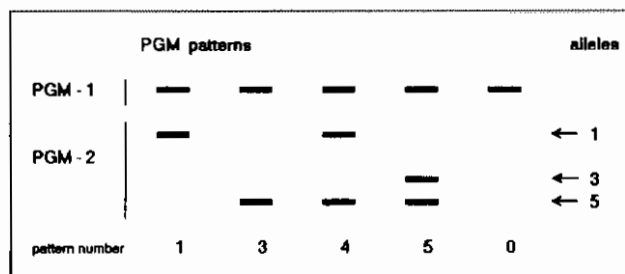 PGM patterns alleles
PGM - 1
← 1
PGM - 2
← 3
← 5
pattern number 1 3 4 5 0